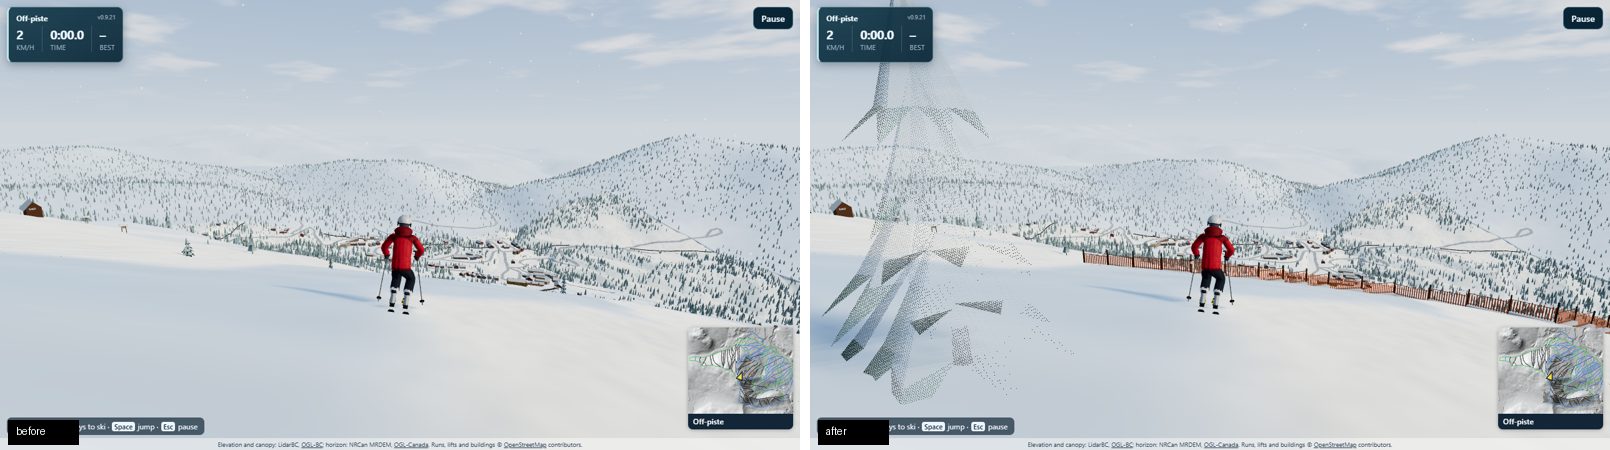 Off-piste v0.9.21
2 0:00.0 –
KM/H TIME BEST
Pause
Off-piste
before
ys to ski · Space jump · Esc pause
Elevation and canopy: LidarBC, OGL-BC; horizon: NRCan MRDEM, OGL-Canada. Runs, lifts and buildings © OpenStreetMap contributors.
Off-piste v0.9.21
2 0:00.0 –
KM/H TIME BEST
Pause
Off-piste
after
ys to ski · Space jump · Esc pause
Elevation and canopy: LidarBC, OGL-BC; horizon: NRCan MRDEM, OGL-Canada. Runs, lifts and buildings © OpenStreetMap contributors.